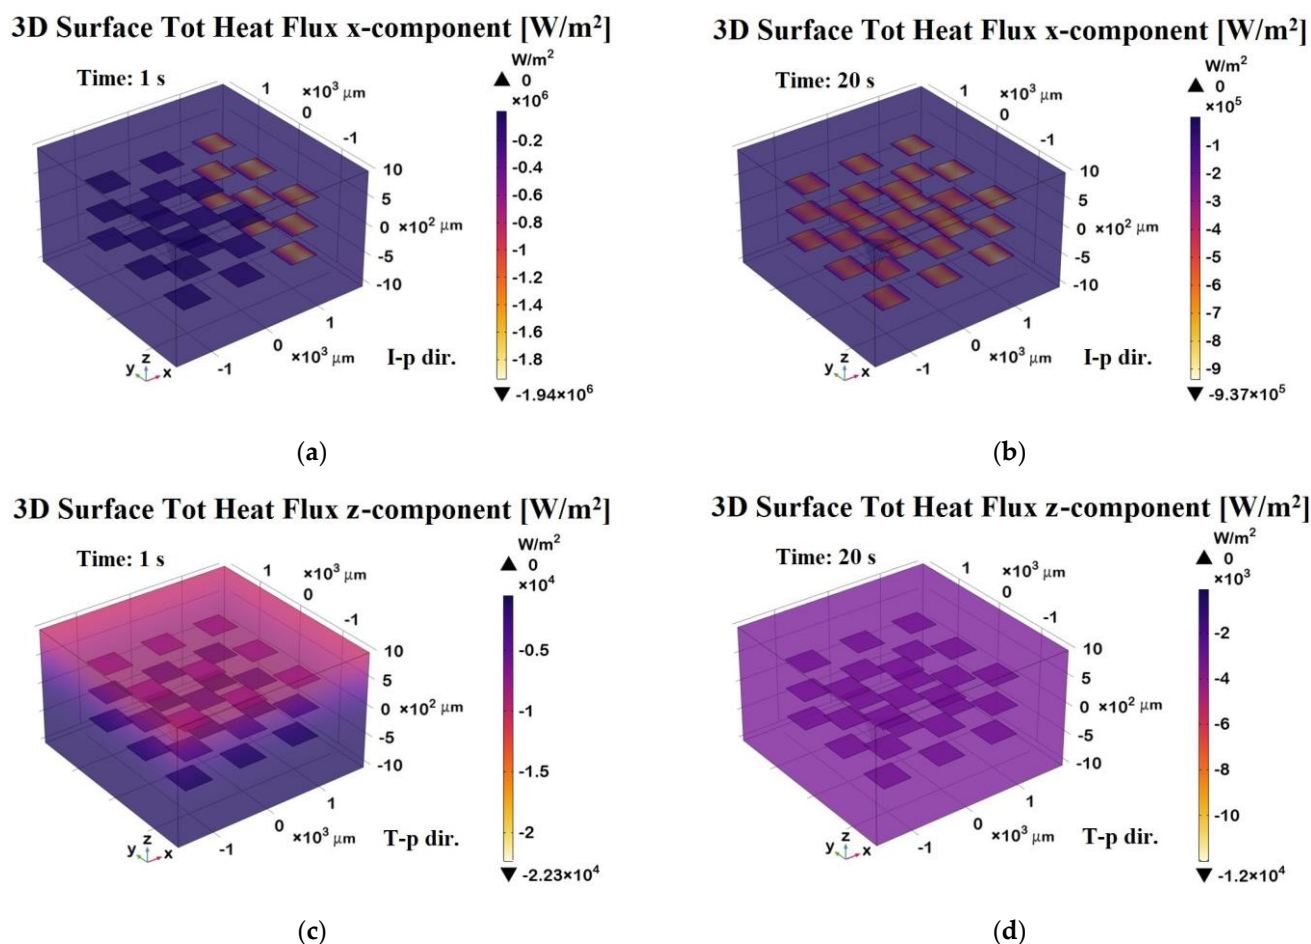 3D Surface Tot Heat Flux x-component [W/m²]
Time: 1 s
W/m²
▲ 0
×10⁶
-0.2
-0.4
-0.6
-0.8
-1
-1.2
-1.4
-1.6
-1.8
▼ -1.94×10⁶
1
0
-1
×10³ μm
10
5
0
-5
-10
×10² μm
-1
0
1
×10³ μm
y z x
I-p dir.
(a)
3D Surface Tot Heat Flux x-component [W/m²]
Time: 20 s
W/m²
▲ 0
×10⁵
-1
-2
-3
-4
-5
-6
-7
-8
-9
▼ -9.37×10⁵
1
0
-1
×10³ μm
10
5
0
-5
-10
×10² μm
-1
0
1
×10³ μm
y z x
I-p dir.
(b)
3D Surface Tot Heat Flux z-component [W/m²]
Time: 1 s
W/m²
▲ 0
×10⁴
-0.5
-1
-1.5
-2
▼ -2.23×10⁴
1
0
-1
×10³ μm
10
5
0
-5
-10
×10² μm
-1
0
1
×10³ μm
y z x
T-p dir.
(c)
3D Surface Tot Heat Flux z-component [W/m²]
Time: 20 s
W/m²
▲ 0
×10³
-2
-4
-6
-8
-10
▼ -1.2×10⁴
1
0
-1
×10³ μm
10
5
0
-5
-10
×10² μm
-1
0
1
×10³ μm
y z x
T-p dir.
(d)